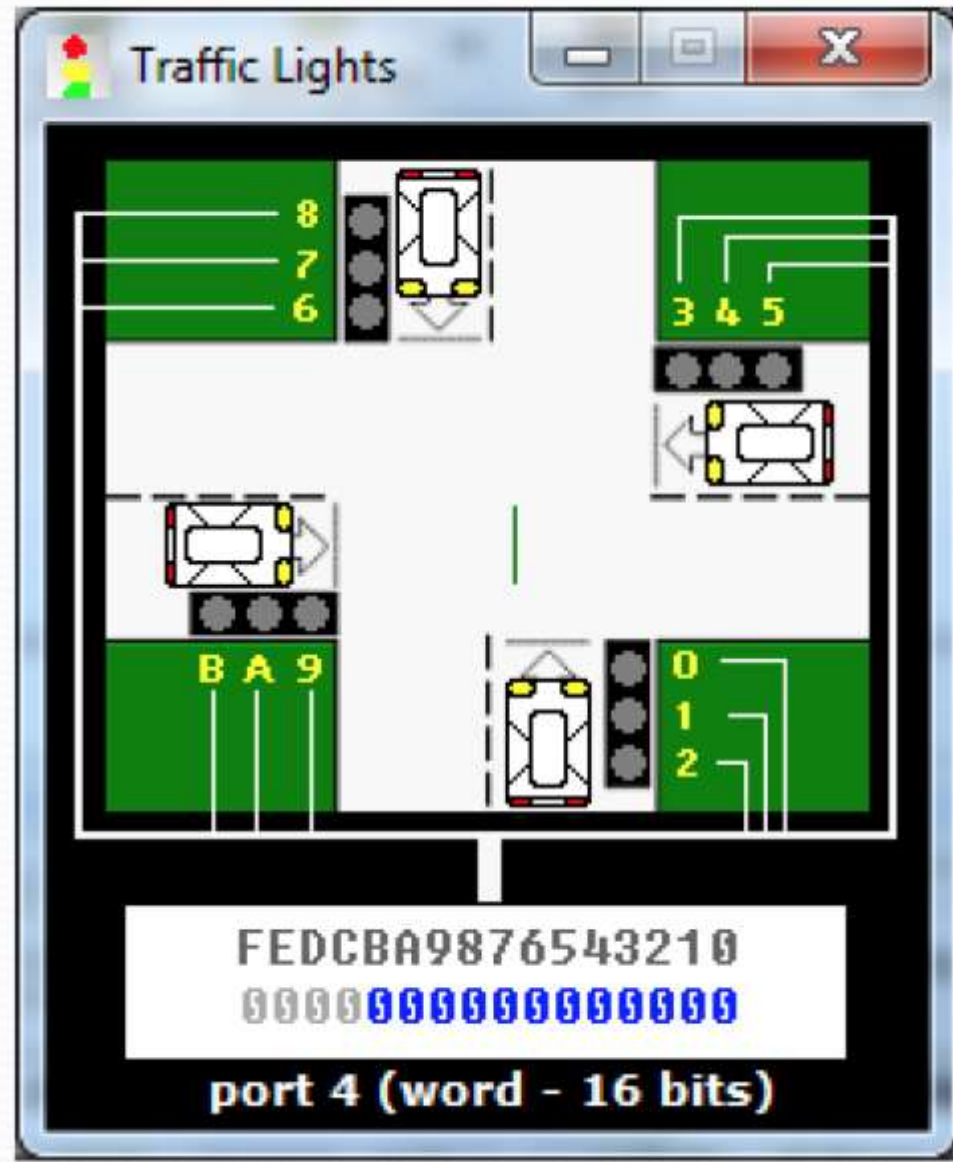 Traffic Lights
8
7
6
3 4 5
B A 9
0
1
2
FEDCBA9876543210
0000000000000000
port 4 (word - 16 bits)